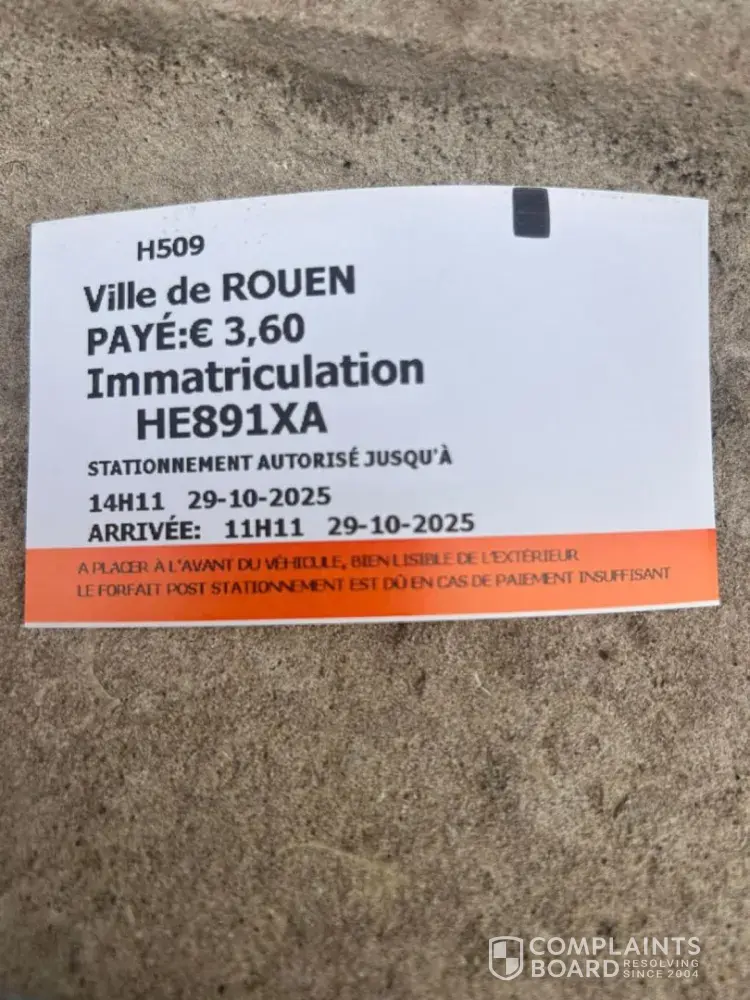 H509
Ville de ROUEN
PAYÉ:€ 3,60
Immatriculation
HE891XA
STATIONNEMENT AUTORISÉ JUSQU'À
14H11 29-10-2025
ARRIVÉE: 11H11 29-10-2025
A PLACER À L'AVANT DU VÉHICULE, BIEN LISIBLE DE L'EXTÉRIEUR
LE FORFAIT POST STATIONNEMENT EST DÛ EN CAS DE PAIEMENT INSUFFISANT
COMPLAINTS
BOARD RESOLVING SINCE 2004